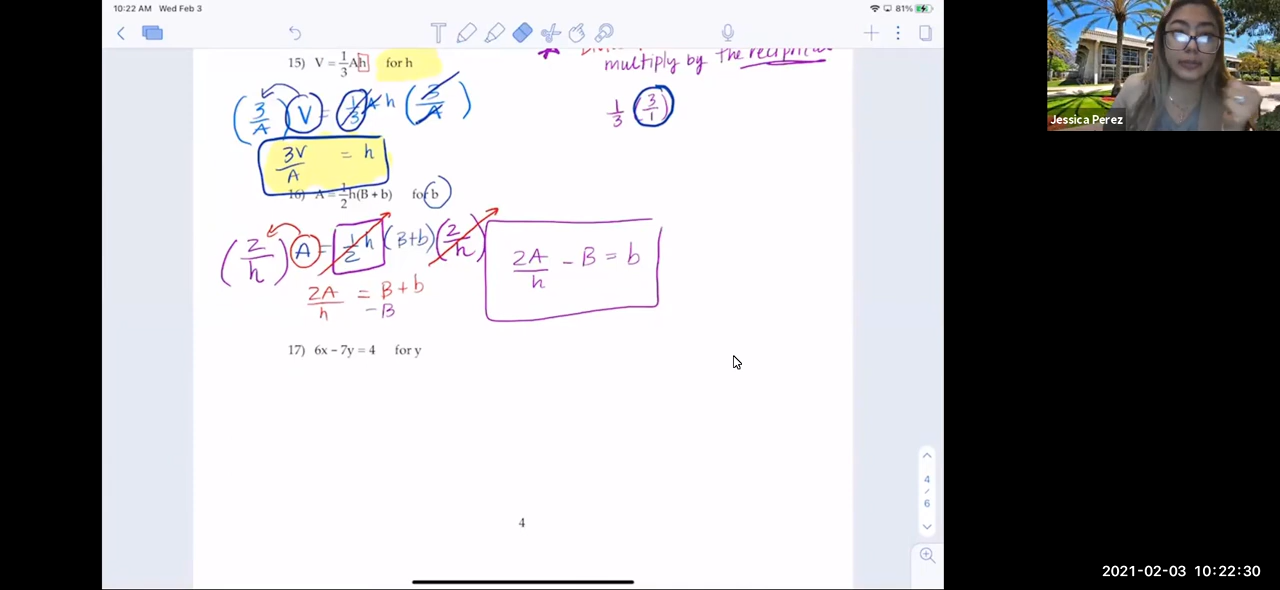 10:22 AM Wed Feb 3
81%
15) V = 1/3 Ah for h
multiply by the reciprical
(3/A) V = 1/3 A h (3/A)
1/3 (3/1)
3V/A = h
16) A = 1/2 h(B + b) for b
(2/h) A = 1/2 h (B+b) (2/h)
2A/h - B = b
2A/h = B + b
- B
17) 6x – 7y = 4 for y
4
4 / 6
Jessica Perez
2021-02-03 10:22:30